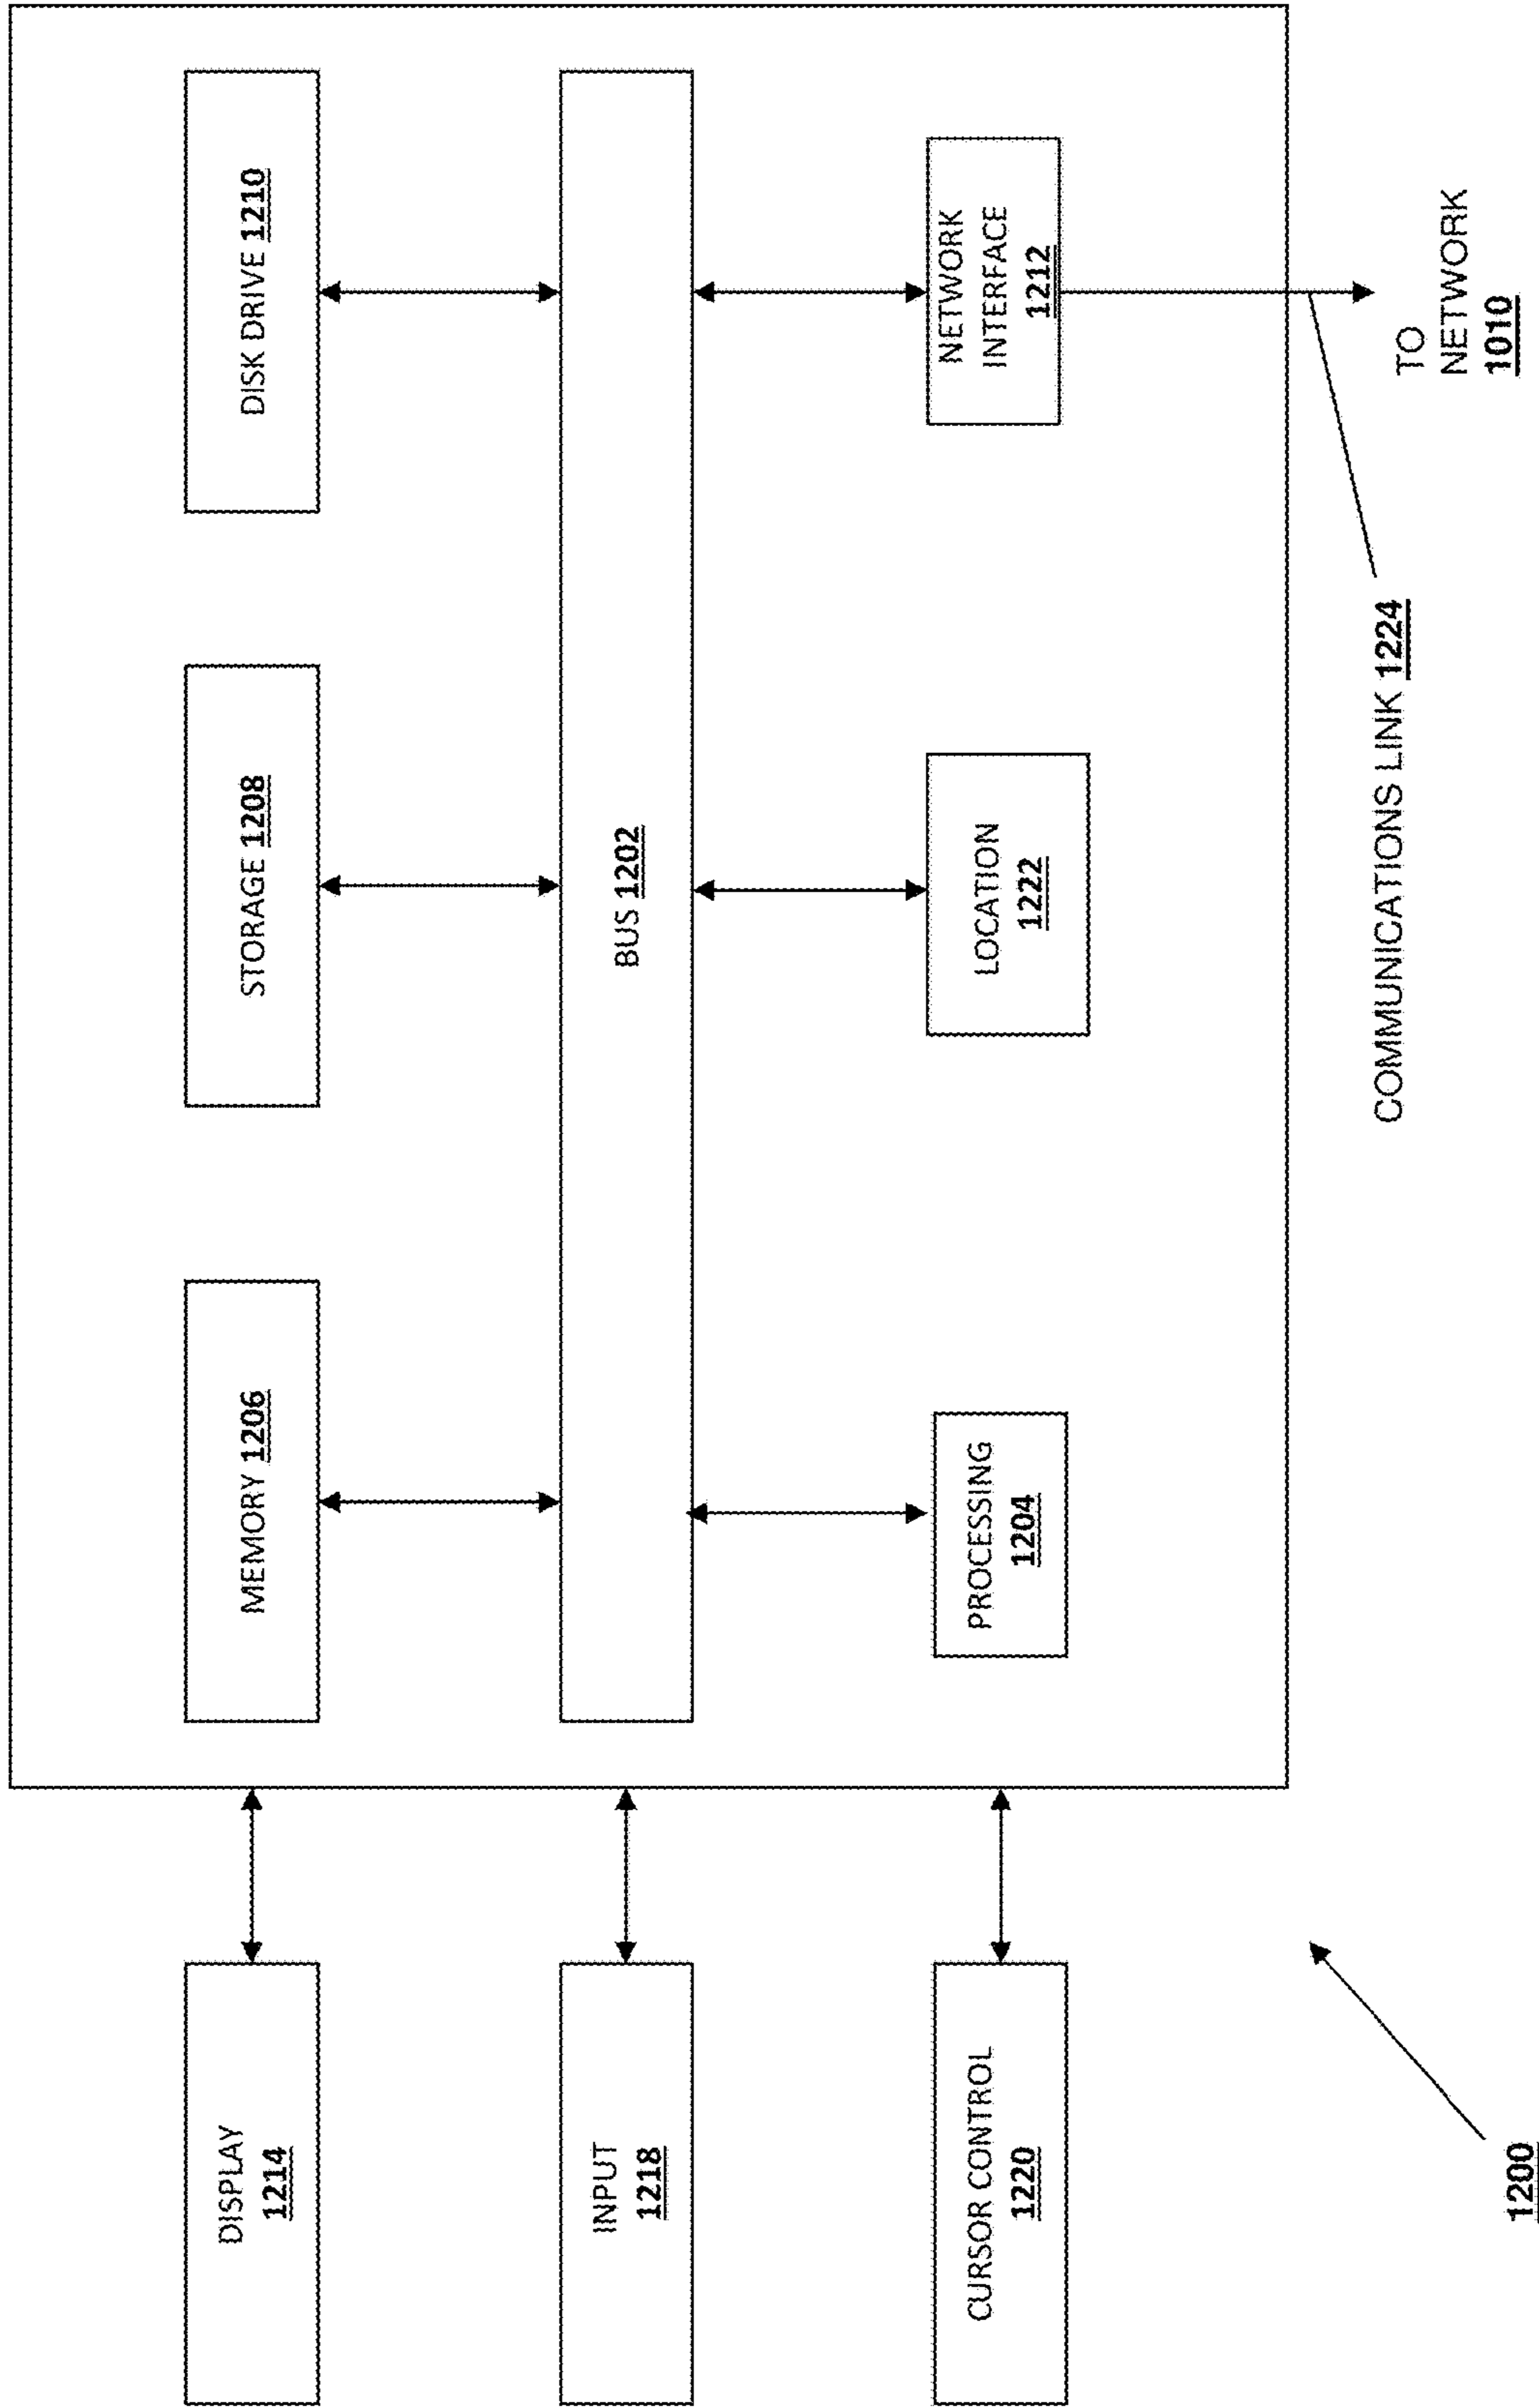 DISPLAY
1214
INPUT
1218
CURSOR CONTROL
1220
MEMORY 1206
STORAGE 1208
DISK DRIVE 1210
BUS 1202
PROCESSING
1204
LOCATION
1222
NETWORK
INTERFACE
1212
COMMUNICATIONS LINK 1224
TO
NETWORK
1010
1200